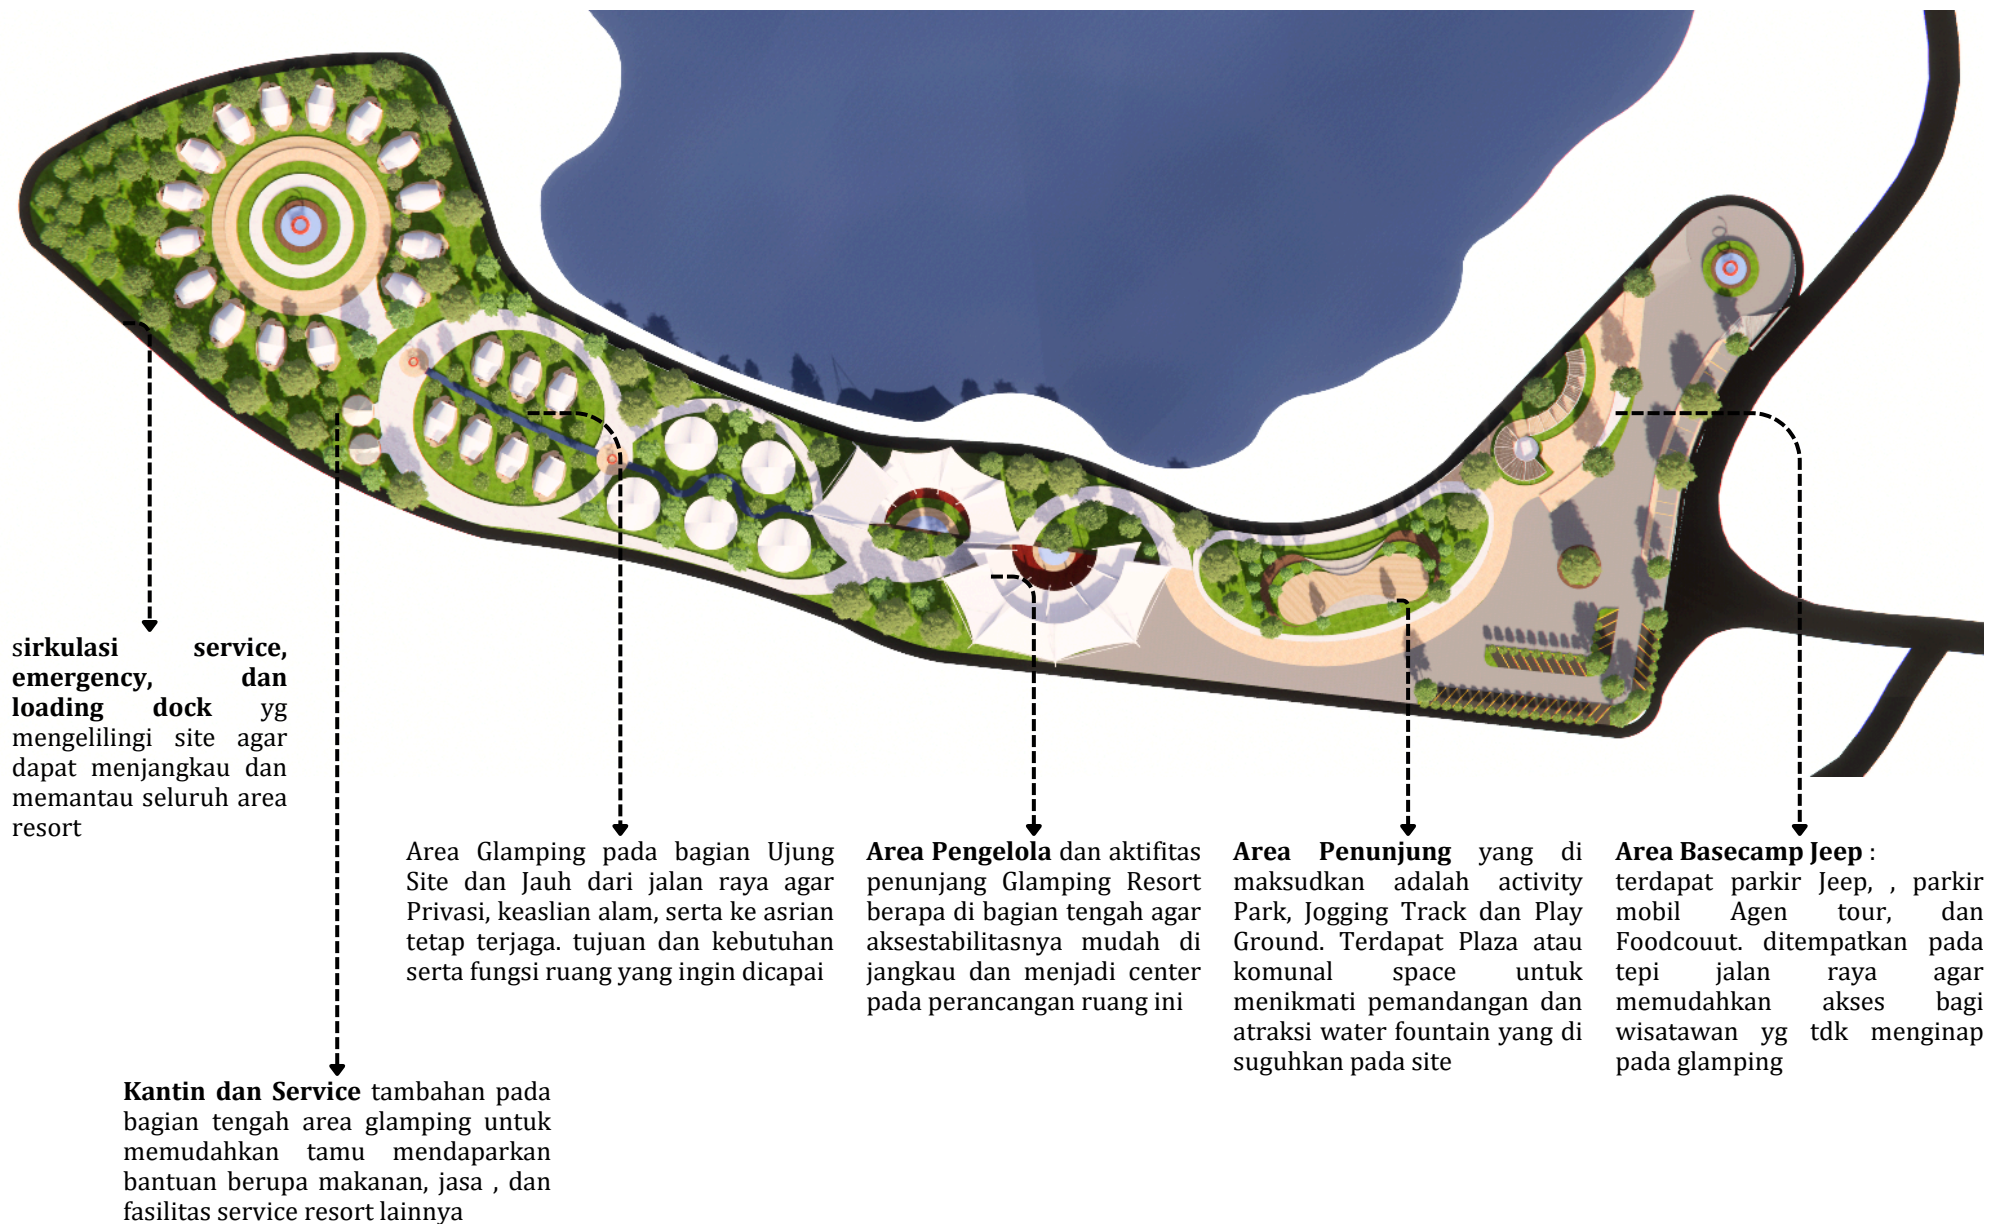 sirkulasi service,
emergency, dan
loading dock yg
mengelilingi site agar
dapat menjangkau dan
memantau seluruh area
resort
Kantin dan Service tambahan pada
bagian tengah area glamping untuk
memudahkan tamu mendaparkan
bantuan berupa makanan, jasa , dan
fasilitas service resort lainnya
Area Glamping pada bagian Ujung
Site dan Jauh dari jalan raya agar
Privasi, keaslian alam, serta ke asrian
tetap terjaga. tujuan dan kebutuhan
serta fungsi ruang yang ingin dicapai
Area Pengelola dan aktifitas
penunjang Glamping Resort
berapa di bagian tengah agar
aksestabilitasnya mudah di
jangkau dan menjadi center
pada perancangan ruang ini
Area Penunjung yang di
maksudkan adalah activity
Park, Jogging Track dan Play
Ground. Terdapat Plaza atau
komunal space untuk
menikmati pemandangan dan
atraksi water fountain yang di
suguhkan pada site
Area Basecamp Jeep :
terdapat parkir Jeep, , parkir
mobil Agen tour, dan
Foodcouut. ditempatkan pada
tepi jalan raya agar
memudahkan akses bagi
wisatawan yg tdk menginap
pada glamping